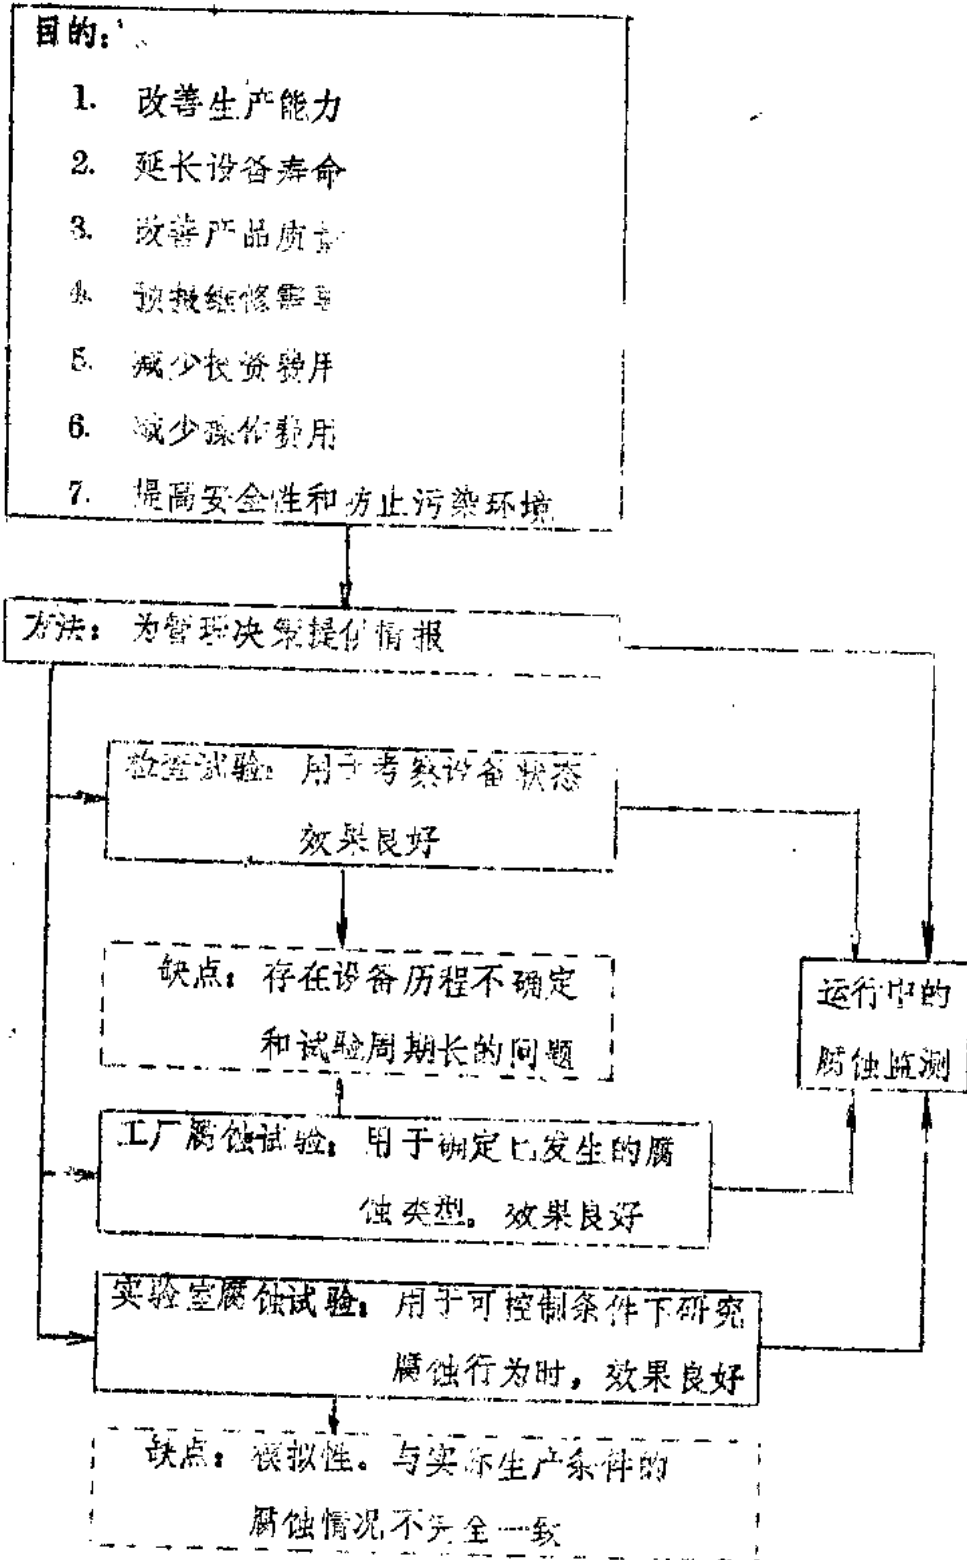 目的：
1. 改善生产能力
2. 延长设备寿命
3. 改善产品质量
4. 预报维修需要
5. 减少投资费用
6. 减少操作费用
7. 提高安全性和防止污染环境
方法：为管理决策提供情报
检查试验：用于考察设备状态
效果良好
缺点：存在设备历程不确定
和试验周期长的问题
运行中的
腐蚀监测
工厂腐蚀试验：用于确定已发生的腐
蚀类型。效果良好
实验室腐蚀试验：用于可控制条件下研究
腐蚀行为时，效果良好
缺点：模拟性。与实际生产条件的
腐蚀情况不完全一致